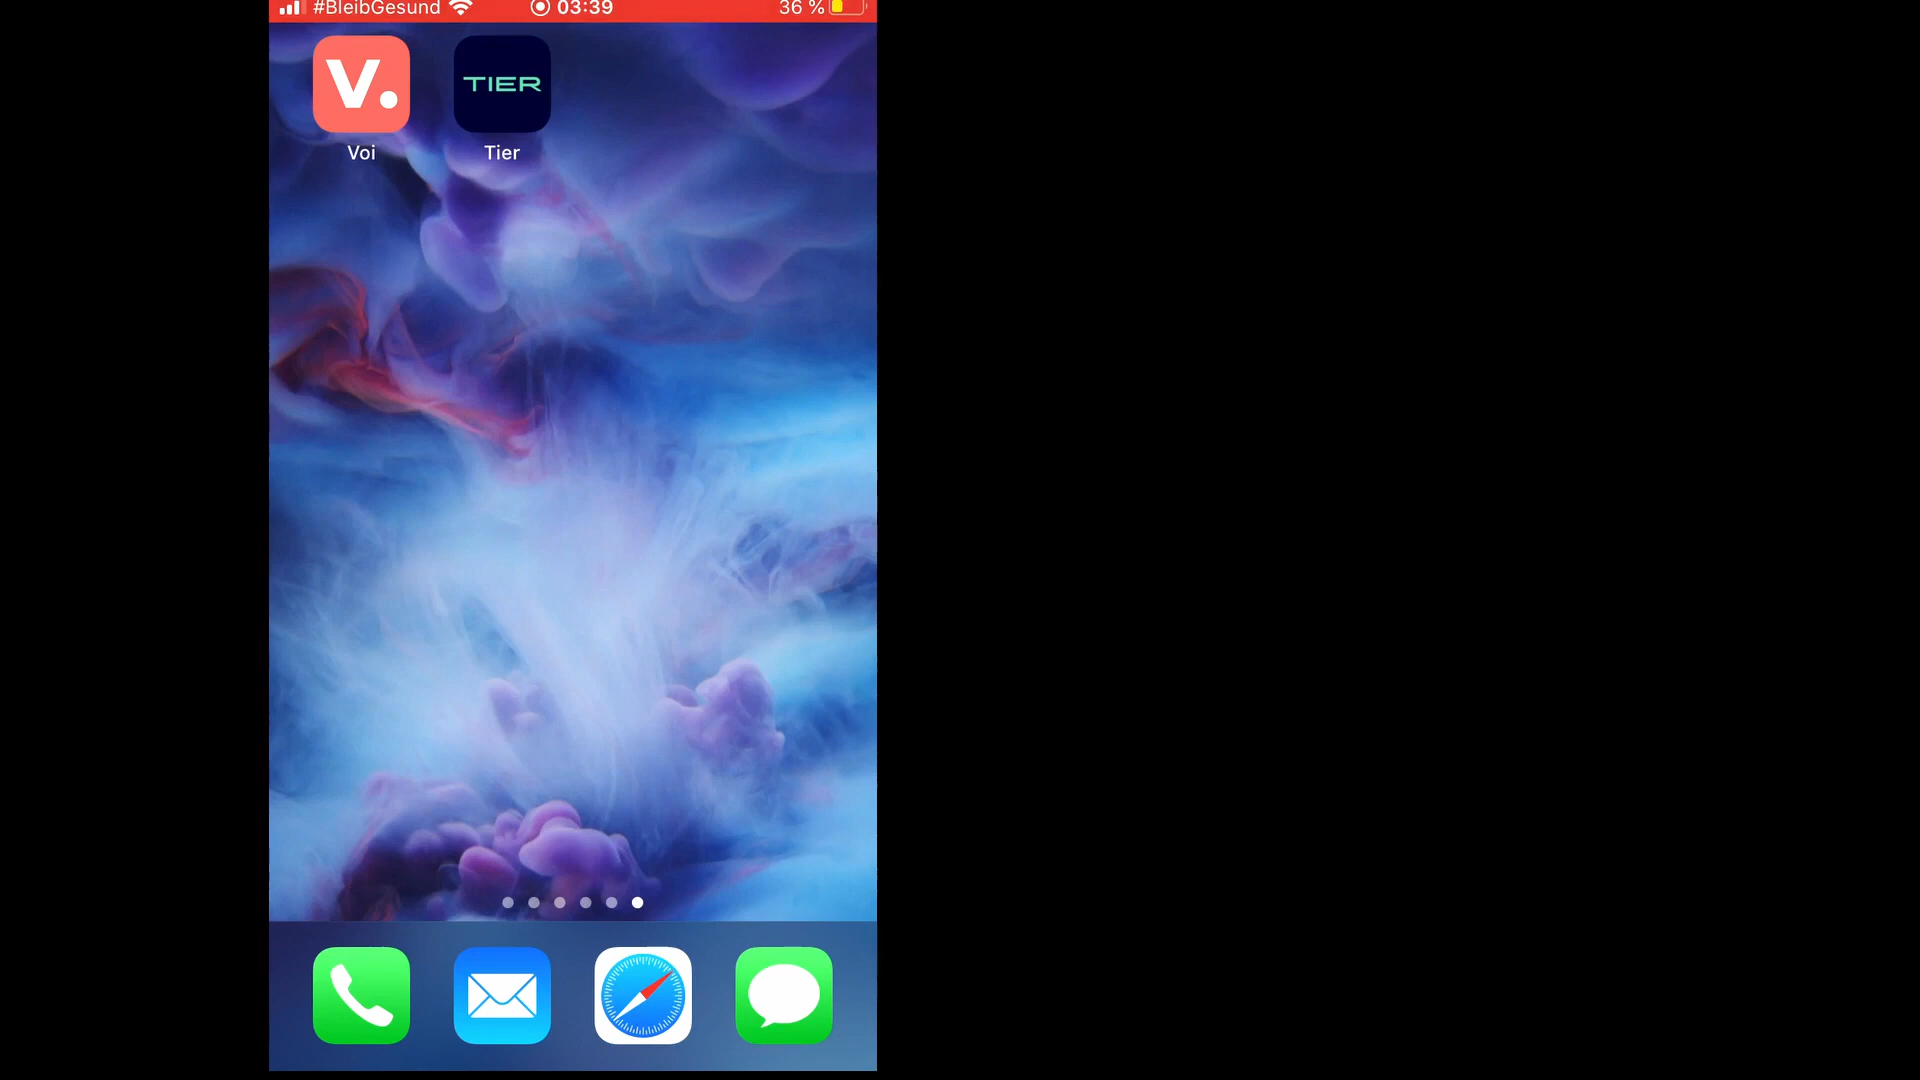 #BleibGesund 03:39 36 %
V.
TIER
Voi
Tier